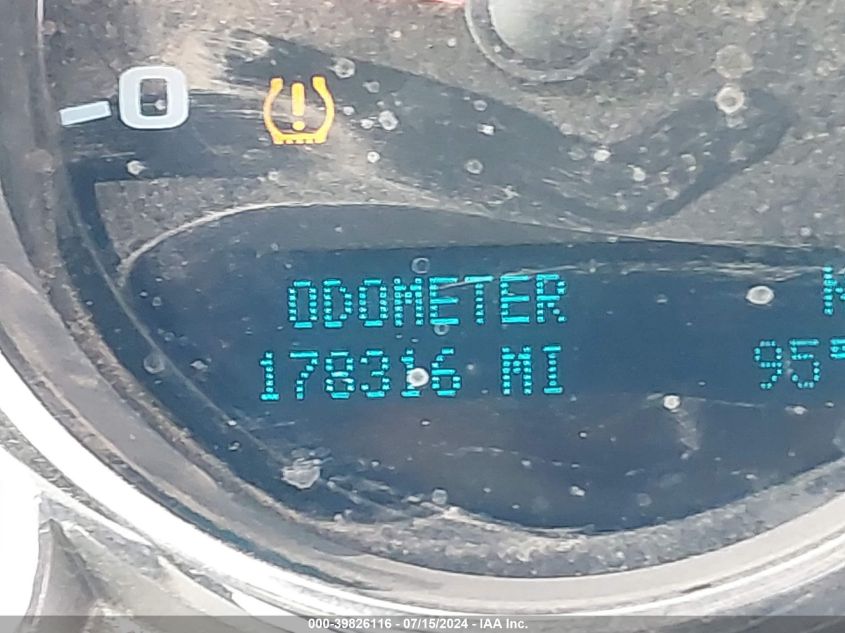 0
ODOMETER N
178316 MI 95°
000-39826116 - 07/15/2024 - IAA Inc.